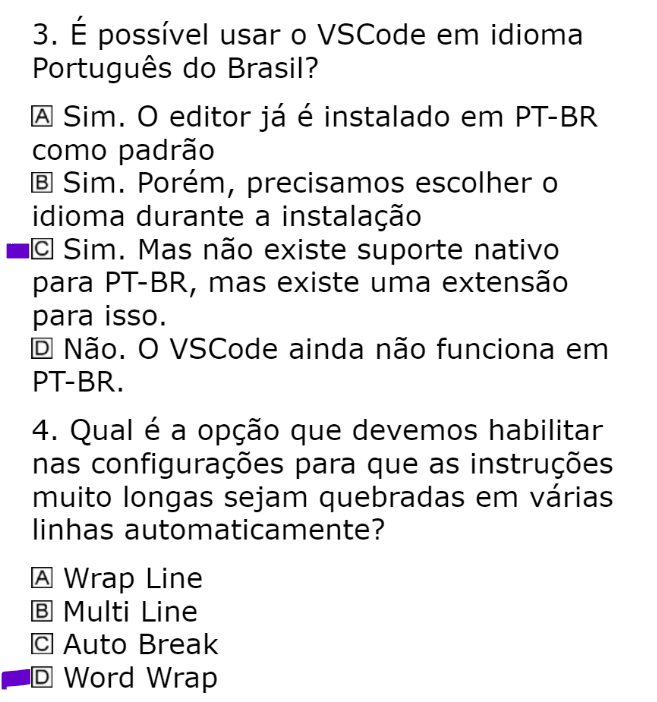 3. É possível usar o VSCode em idioma
Português do Brasil?
A Sim. O editor já é instalado em PT-BR
como padrão
B Sim. Porém, precisamos escolher o
idioma durante a instalação
C Sim. Mas não existe suporte nativo
para PT-BR, mas existe uma extensão
para isso.
D Não. O VSCode ainda não funciona em
PT-BR.
4. Qual é a opção que devemos habilitar
nas configurações para que as instruções
muito longas sejam quebradas em várias
linhas automaticamente?
A Wrap Line
B Multi Line
C Auto Break
D Word Wrap